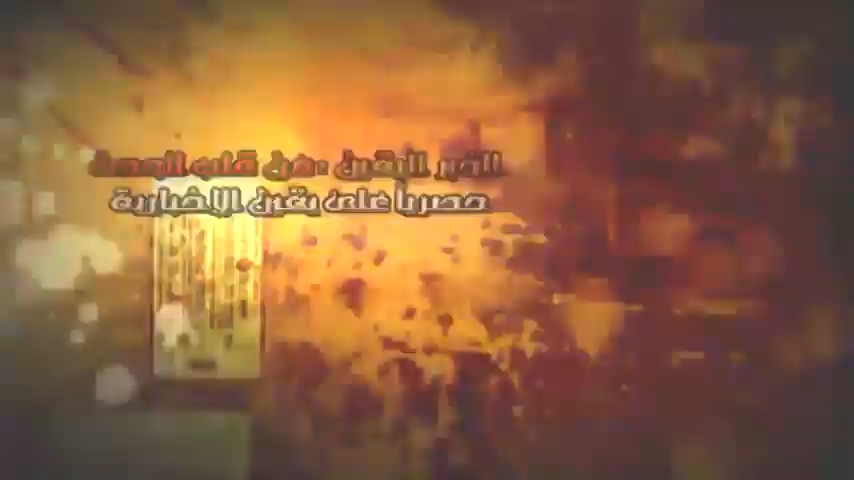 الخبر اليقين :من قلب الحدث
حصريا على يقين الإخبارية